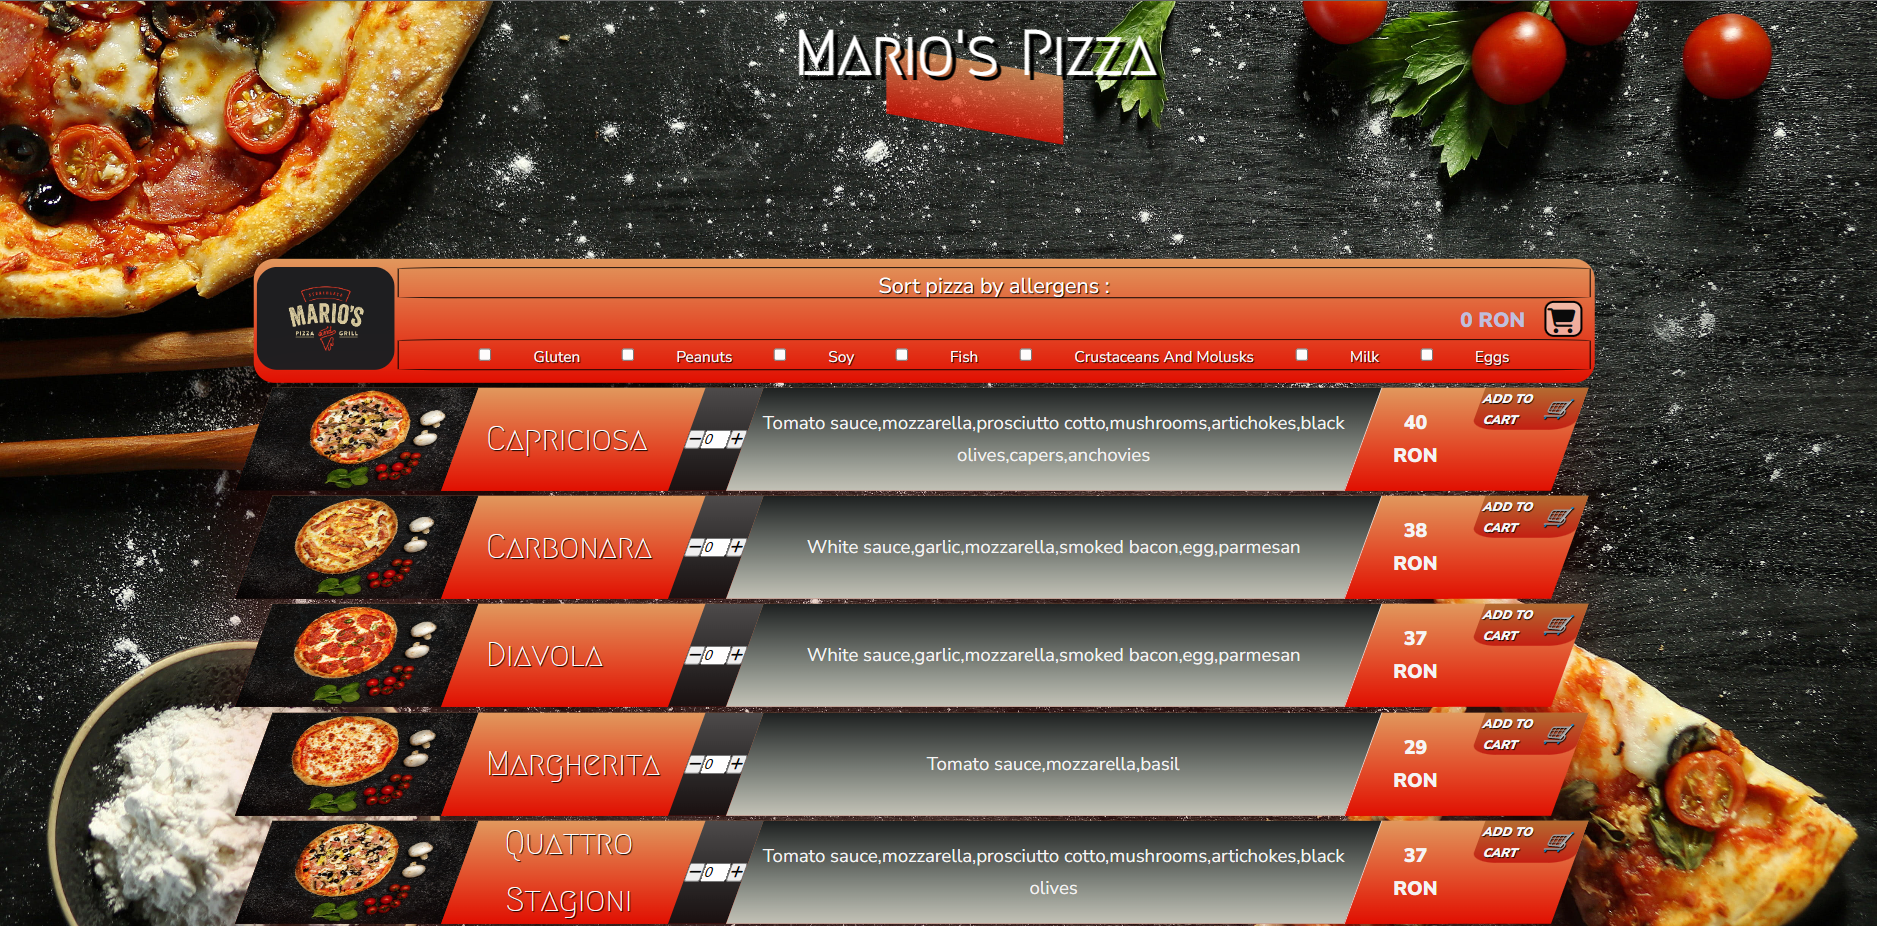 Mario's Pizza
Sort pizza by allergens :
MARIO'S
PIZZA and GRILL
0 RON
Gluten Peanuts Soy Fish Crustaceans And Molusks Milk Eggs
Capriciosa
− 0 +
Tomato sauce,mozzarella,prosciutto cotto,mushrooms,artichokes,black
olives,capers,anchovies
40
RON
ADD TO
CART
Carbonara
− 0 +
White sauce,garlic,mozzarella,smoked bacon,egg,parmesan
38
RON
ADD TO
CART
Diavola
− 0 +
White sauce,garlic,mozzarella,smoked bacon,egg,parmesan
37
RON
ADD TO
CART
Margherita
− 0 +
Tomato sauce,mozzarella,basil
29
RON
ADD TO
CART
Quattro
Stagioni
− 0 +
Tomato sauce,mozzarella,prosciutto cotto,mushrooms,artichokes,black
olives
37
RON
ADD TO
CART